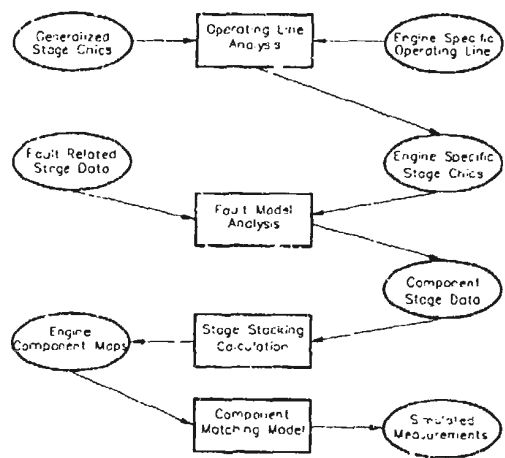 Generalized
Stage Chics
Operating Line
Analysis
Engine Specific
Operating Line
Fault Related
Stage Data
Engine Specific
Stage Chics
Fault Model
Analysis
Component
Stage Data
Engine
Component Maps
Stage Stacking
Calculation
Component
Matching Model
Simulated
Measurements